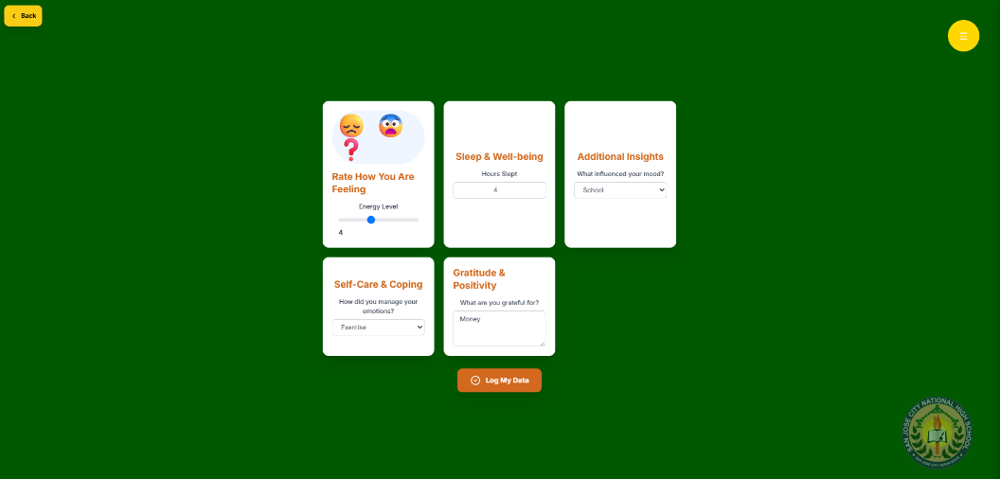 Back
Rate How You Are
Feeling
Energy Level
4
Sleep & Well-being
Hours Slept
4
Additional Insights
What influenced your mood?
School
Self-Care & Coping
How did you manage your
emotions?
Exercise
Gratitude &
Positivity
What are you grateful for?
Money
Log My Data
SAN JOSE CITY NATIONAL HIGH SCHOOL